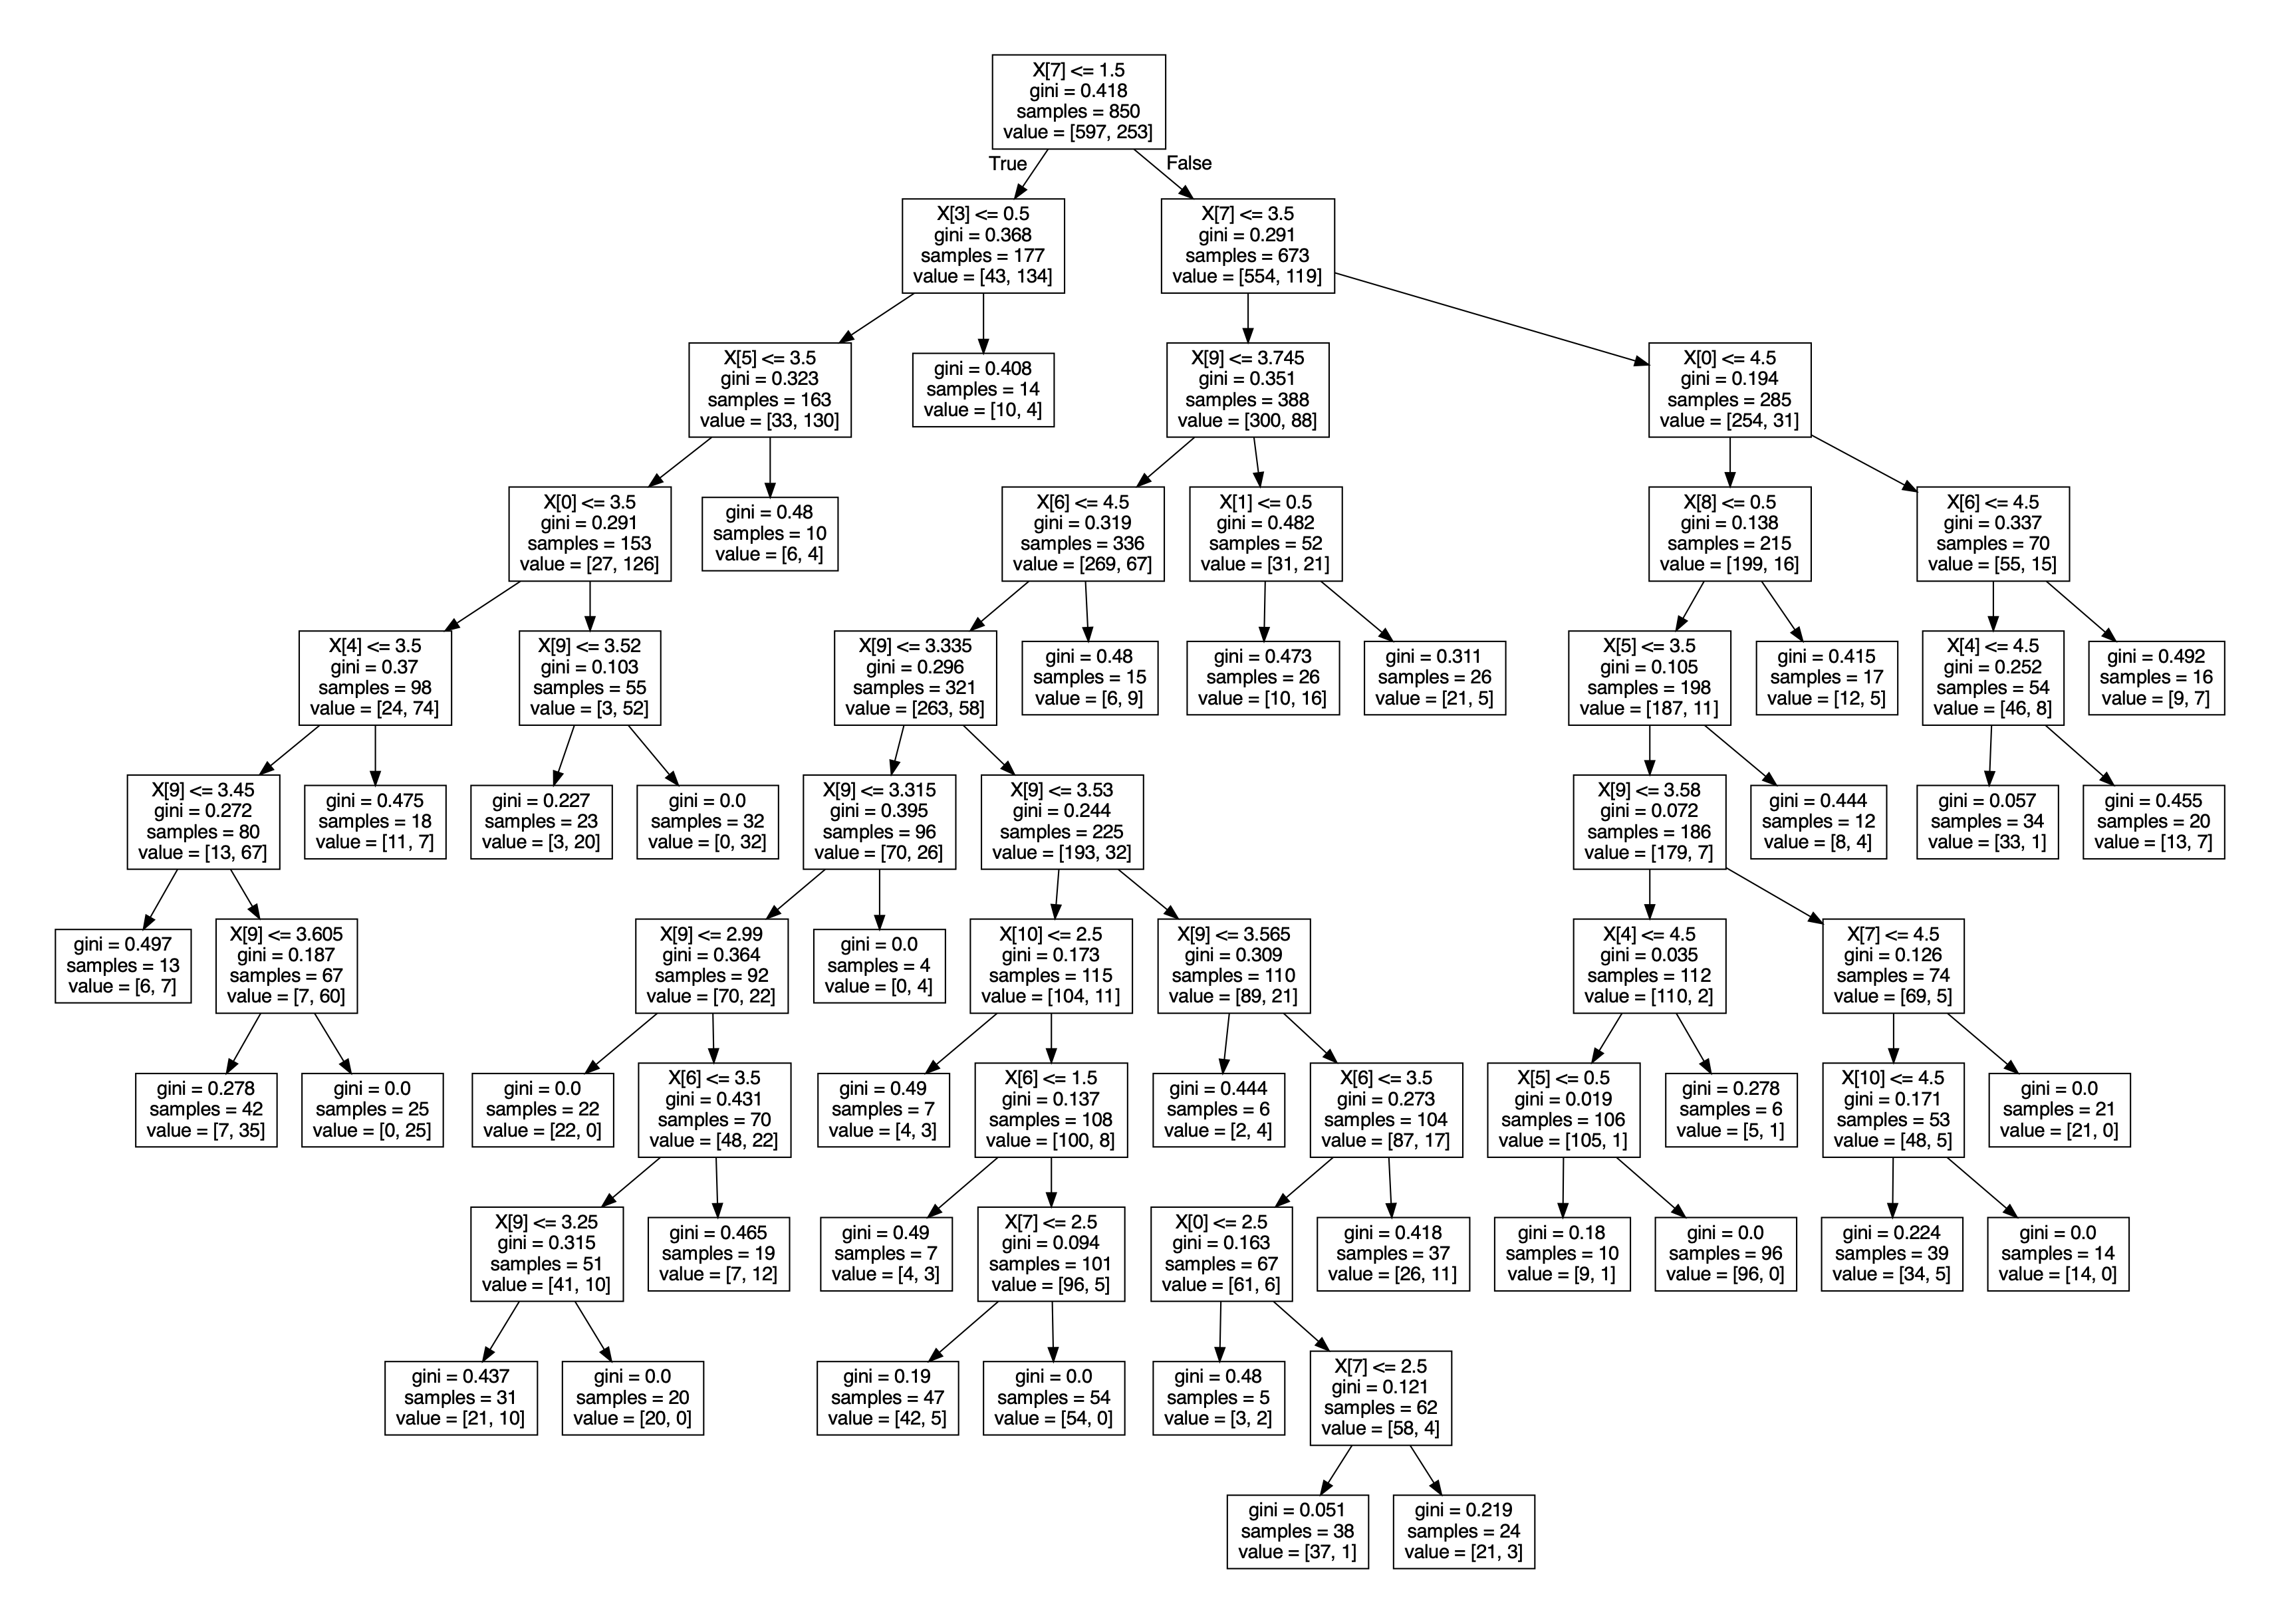 X[7] <= 1.5
gini = 0.418
samples = 850
value = [597, 253]
True
False
X[3] <= 0.5
gini = 0.368
samples = 177
value = [43, 134]
X[7] <= 3.5
gini = 0.291
samples = 673
value = [554, 119]
X[5] <= 3.5
gini = 0.323
samples = 163
value = [33, 130]
gini = 0.408
samples = 14
value = [10, 4]
X[9] <= 3.745
gini = 0.351
samples = 388
value = [300, 88]
X[0] <= 4.5
gini = 0.194
samples = 285
value = [254, 31]
X[0] <= 3.5
gini = 0.291
samples = 153
value = [27, 126]
gini = 0.48
samples = 10
value = [6, 4]
X[6] <= 4.5
gini = 0.319
samples = 336
value = [269, 67]
X[1] <= 0.5
gini = 0.482
samples = 52
value = [31, 21]
X[8] <= 0.5
gini = 0.138
samples = 215
value = [199, 16]
X[6] <= 4.5
gini = 0.337
samples = 70
value = [55, 15]
X[4] <= 3.5
gini = 0.37
samples = 98
value = [24, 74]
X[9] <= 3.52
gini = 0.103
samples = 55
value = [3, 52]
X[9] <= 3.335
gini = 0.296
samples = 321
value = [263, 58]
gini = 0.48
samples = 15
value = [6, 9]
gini = 0.473
samples = 26
value = [10, 16]
gini = 0.311
samples = 26
value = [21, 5]
X[5] <= 3.5
gini = 0.105
samples = 198
value = [187, 11]
gini = 0.415
samples = 17
value = [12, 5]
X[4] <= 4.5
gini = 0.252
samples = 54
value = [46, 8]
gini = 0.492
samples = 16
value = [9, 7]
X[9] <= 3.45
gini = 0.272
samples = 80
value = [13, 67]
gini = 0.475
samples = 18
value = [11, 7]
gini = 0.227
samples = 23
value = [3, 20]
gini = 0.0
samples = 32
value = [0, 32]
X[9] <= 3.315
gini = 0.395
samples = 96
value = [70, 26]
X[9] <= 3.53
gini = 0.244
samples = 225
value = [193, 32]
X[9] <= 3.58
gini = 0.072
samples = 186
value = [179, 7]
gini = 0.444
samples = 12
value = [8, 4]
gini = 0.057
samples = 34
value = [33, 1]
gini = 0.455
samples = 20
value = [13, 7]
gini = 0.497
samples = 13
value = [6, 7]
X[9] <= 3.605
gini = 0.187
samples = 67
value = [7, 60]
X[9] <= 2.99
gini = 0.364
samples = 92
value = [70, 22]
gini = 0.0
samples = 4
value = [0, 4]
X[10] <= 2.5
gini = 0.173
samples = 115
value = [104, 11]
X[9] <= 3.565
gini = 0.309
samples = 110
value = [89, 21]
X[4] <= 4.5
gini = 0.035
samples = 112
value = [110, 2]
X[7] <= 4.5
gini = 0.126
samples = 74
value = [69, 5]
gini = 0.278
samples = 42
value = [7, 35]
gini = 0.0
samples = 25
value = [0, 25]
gini = 0.0
samples = 22
value = [22, 0]
X[6] <= 3.5
gini = 0.431
samples = 70
value = [48, 22]
gini = 0.49
samples = 7
value = [4, 3]
X[6] <= 1.5
gini = 0.137
samples = 108
value = [100, 8]
gini = 0.444
samples = 6
value = [2, 4]
X[6] <= 3.5
gini = 0.273
samples = 104
value = [87, 17]
X[5] <= 0.5
gini = 0.019
samples = 106
value = [105, 1]
gini = 0.278
samples = 6
value = [5, 1]
X[10] <= 4.5
gini = 0.171
samples = 53
value = [48, 5]
gini = 0.0
samples = 21
value = [21, 0]
X[9] <= 3.25
gini = 0.315
samples = 51
value = [41, 10]
gini = 0.465
samples = 19
value = [7, 12]
gini = 0.49
samples = 7
value = [4, 3]
X[7] <= 2.5
gini = 0.094
samples = 101
value = [96, 5]
X[0] <= 2.5
gini = 0.163
samples = 67
value = [61, 6]
gini = 0.418
samples = 37
value = [26, 11]
gini = 0.18
samples = 10
value = [9, 1]
gini = 0.0
samples = 96
value = [96, 0]
gini = 0.224
samples = 39
value = [34, 5]
gini = 0.0
samples = 14
value = [14, 0]
gini = 0.437
samples = 31
value = [21, 10]
gini = 0.0
samples = 20
value = [20, 0]
gini = 0.19
samples = 47
value = [42, 5]
gini = 0.0
samples = 54
value = [54, 0]
gini = 0.48
samples = 5
value = [3, 2]
X[7] <= 2.5
gini = 0.121
samples = 62
value = [58, 4]
gini = 0.051
samples = 38
value = [37, 1]
gini = 0.219
samples = 24
value = [21, 3]